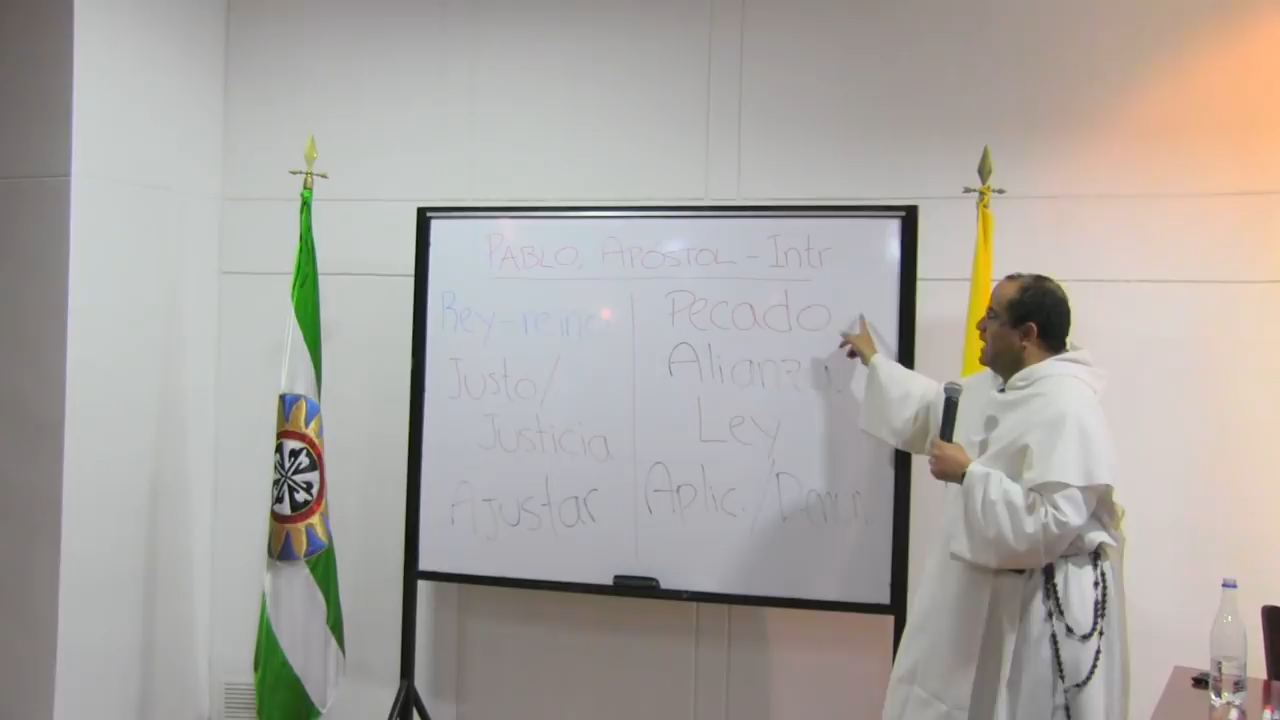 PABLO, APOSTOL - Intr
Rey-reino
Justo/
Justicia
Ajustar
Pecado
Alianza
Ley
Aplic./